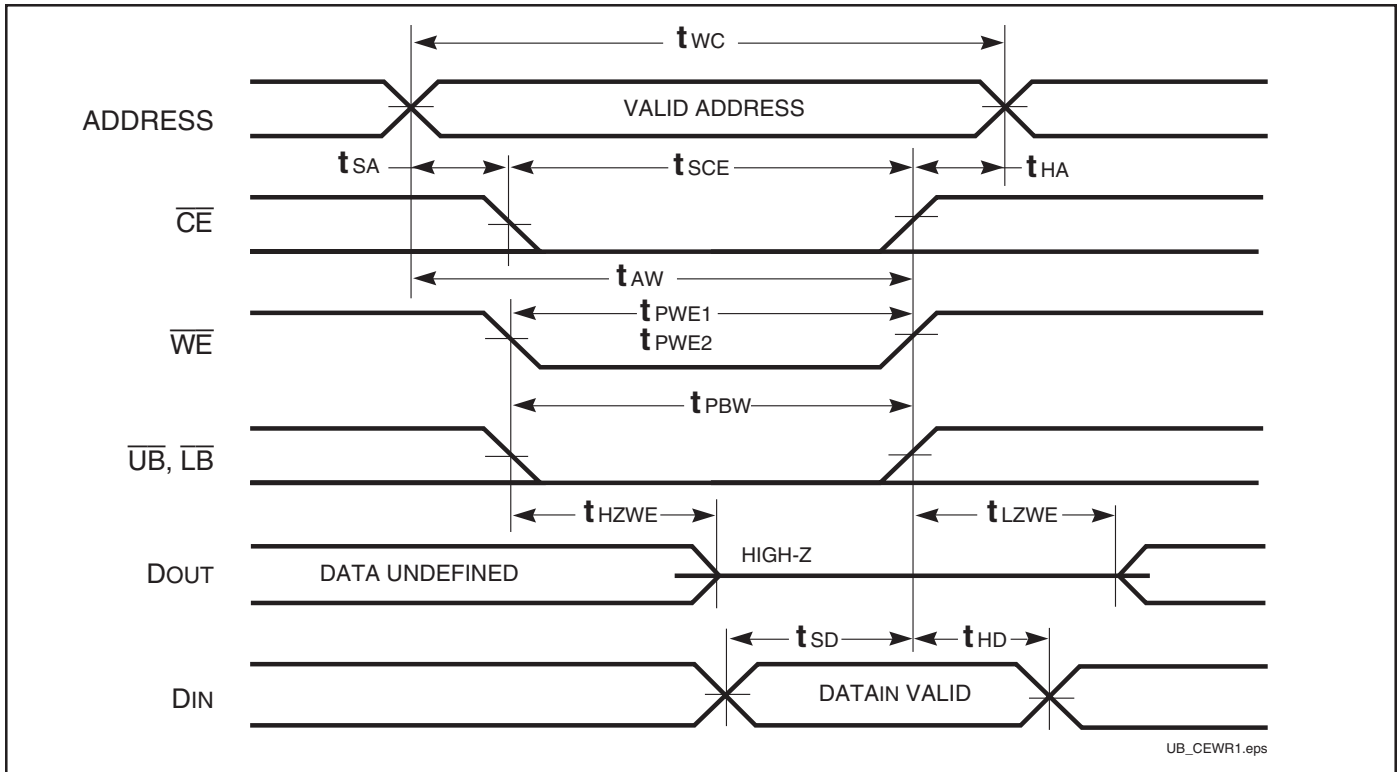 tWC
ADDRESS
VALID ADDRESS
tSA
tSCE
tHA
CE
tAW
WE
tPWE1
tPWE2
tPBW
UB, LB
tHZWE
tLZWE
DOUT
DATA UNDEFINED
HIGH-Z
tSD
tHD
DIN
DATAIN VALID
UB_CEWR1.eps